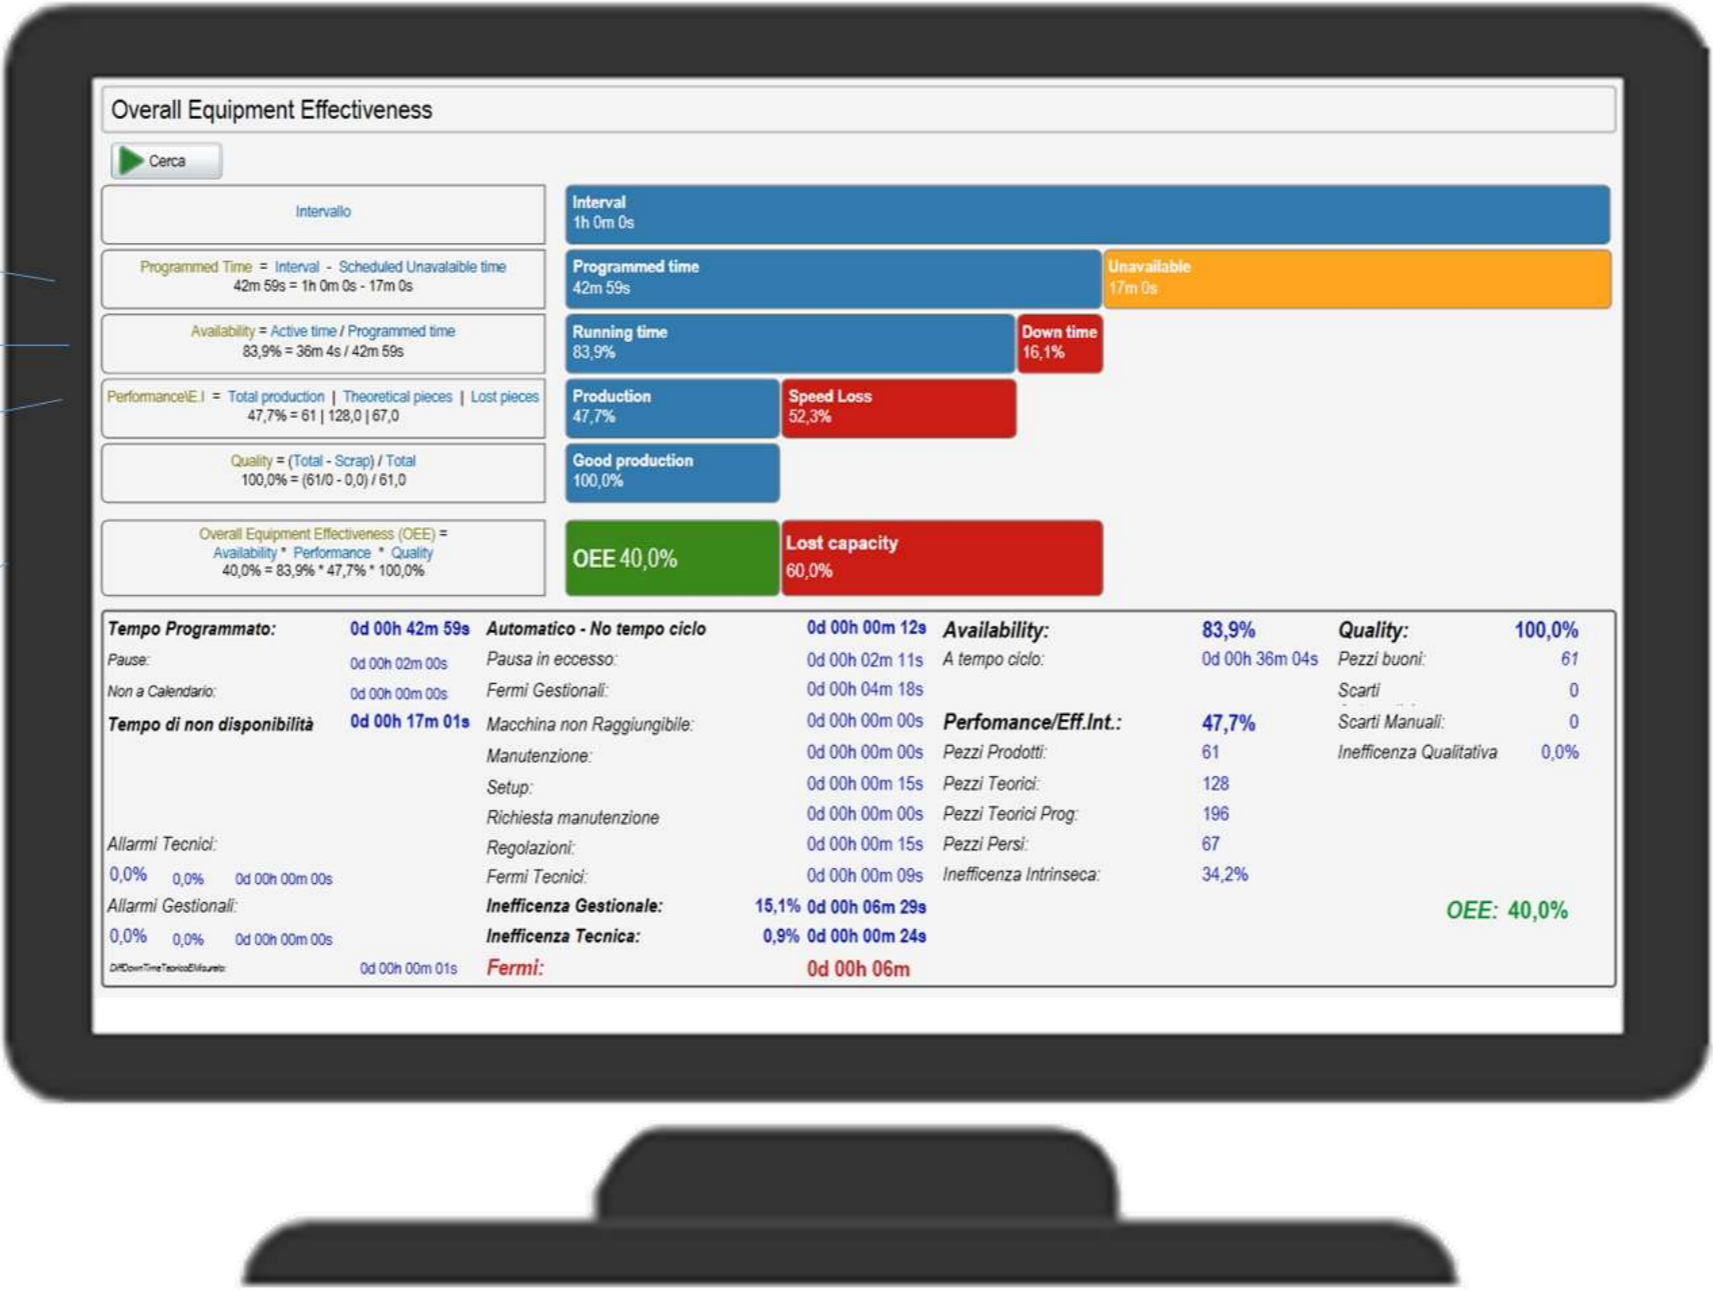 Overall Equipment Effectiveness
Cerca
Intervallo
Interval
1h 0m 0s
Programmed Time = Interval - Scheduled Unavalaible time
42m 59s = 1h 0m 0s - 17m 0s
Programmed time
42m 59s
Unavailable
17m 0s
Availability = Active time / Programmed time
83,9% = 36m 4s / 42m 59s
Running time
83,9%
Down time
16,1%
Performance\E.I = Total production | Theoretical pieces | Lost pieces
47,7% = 61 | 128,0 | 67,0
Production
47,7%
Speed Loss
52,3%
Quality = (Total - Scrap) / Total
100,0% = (61/0 - 0,0) / 61,0
Good production
100,0%
Overall Equipment Effectiveness (OEE) =
Availability * Performance * Quality
40,0% = 83,9% * 47,7% * 100,0%
OEE 40,0%
Lost capacity
60,0%
Tempo Programmato: 0d 00h 42m 59s
Pause: 0d 00h 02m 00s
Non a Calendario: 0d 00h 00m 00s
Tempo di non disponibilità 0d 00h 17m 01s
Allarmi Tecnici:
0,0% 0,0% 0d 00h 00m 00s
Allarmi Gestionali:
0,0% 0,0% 0d 00h 00m 00s
0d 00h 00m 01s
Automatico - No tempo ciclo 0d 00h 00m 12s
Pausa in eccesso: 0d 00h 02m 11s
Fermi Gestionali: 0d 00h 04m 18s
Macchina non Raggiungibile: 0d 00h 00m 00s
Manutenzione: 0d 00h 00m 00s
Setup: 0d 00h 00m 15s
Richiesta manutenzione 0d 00h 00m 00s
Regolazioni: 0d 00h 00m 15s
Fermi Tecnici: 0d 00h 00m 09s
Inefficenza Gestionale: 15,1% 0d 00h 06m 29s
Inefficenza Tecnica: 0,9% 0d 00h 00m 24s
Fermi: 0d 00h 06m
Availability: 83,9%
A tempo ciclo: 0d 00h 36m 04s
Perfomance/Eff.Int.: 47,7%
Pezzi Prodotti: 61
Pezzi Teorici: 128
Pezzi Teorici Prog: 196
Pezzi Persi: 67
Inefficenza Intrinseca: 34,2%
Quality: 100,0%
Pezzi buoni: 61
Scarti 0
Scarti Manuali: 0
Inefficenza Qualitativa 0,0%
OEE: 40,0%